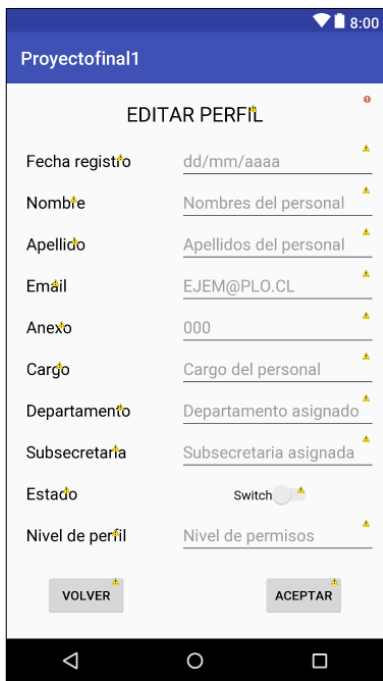 8:00
Proyectofinal1
EDITAR PERFIL
Fecha registro dd/mm/aaaa
Nombre Nombres del personal
Apellido Apellidos del personal
Email EJEM@PLO.CL
Anexo 000
Cargo Cargo del personal
Departamento Departamento asignado
Subsecretaria Subsecretaria asignada
Estado Switch
Nivel de perfil Nivel de permisos
VOLVER ACEPTAR